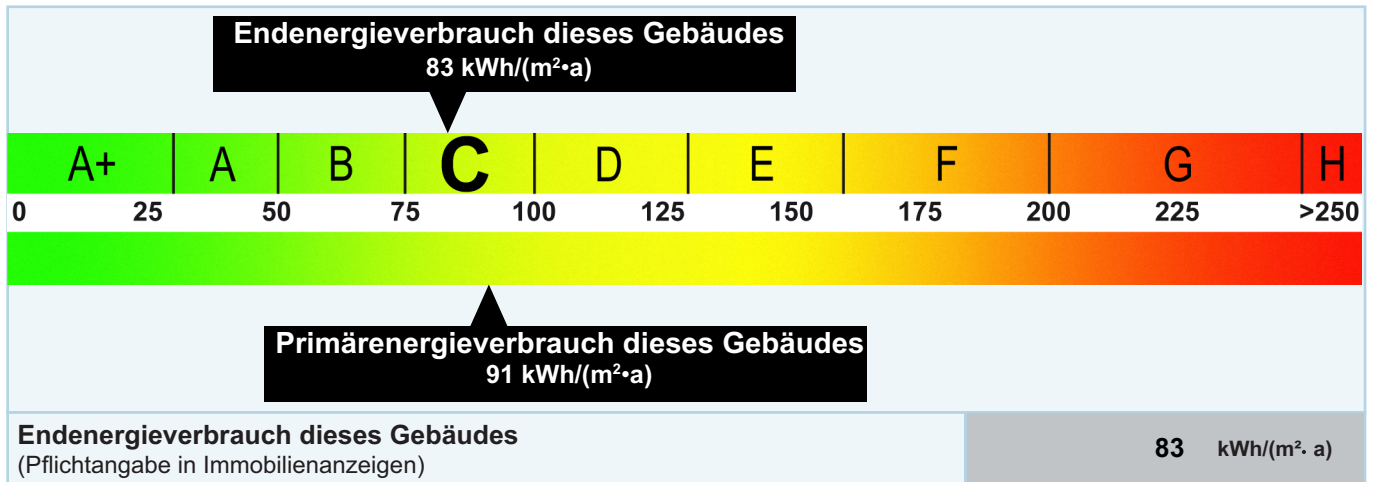 Endenergieverbrauch dieses Gebäudes
83 kWh/(m²•a)
A+ A B C D E F G H
0 25 50 75 100 125 150 175 200 225 >250
Primärenergieverbrauch dieses Gebäudes
91 kWh/(m²•a)
Endenergieverbrauch dieses Gebäudes 83 kWh/(m²· a)
(Pflichtangabe in Immobilienanzeigen)